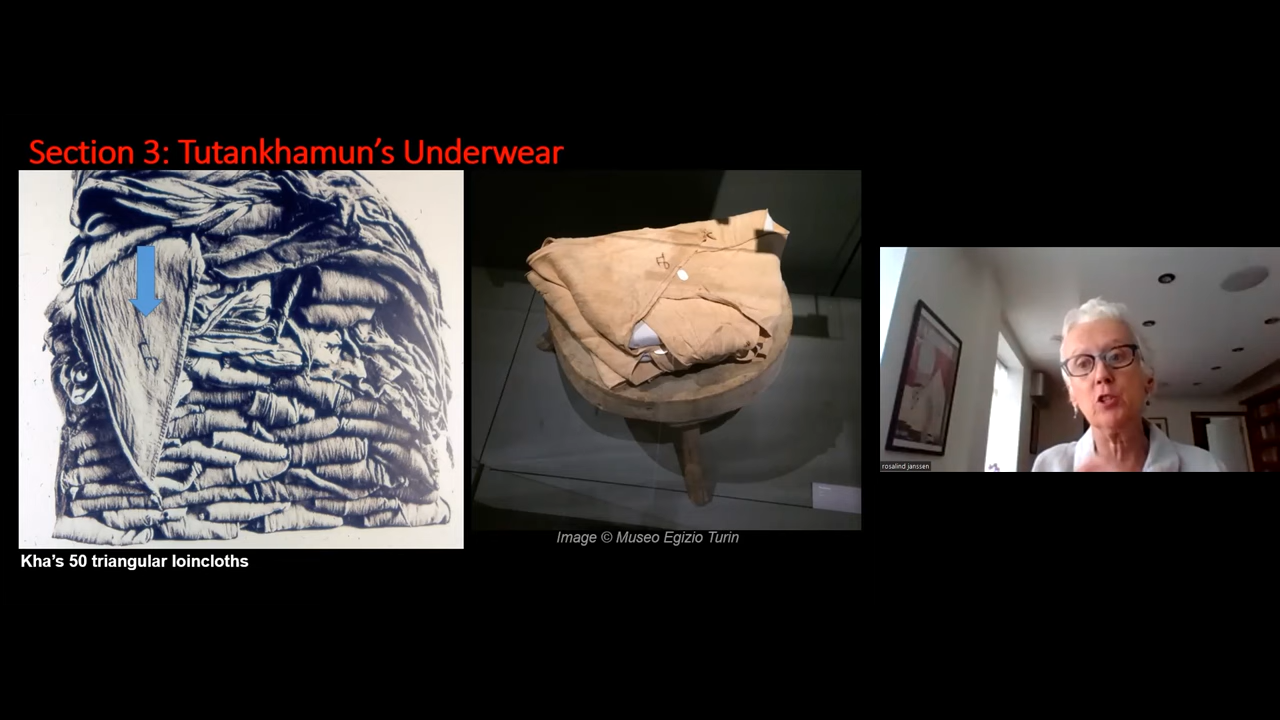 Section 3: Tutankhamun's Underwear
Image © Museo Egizio Turin
Kha's 50 triangular loincloths
rosalind janssen